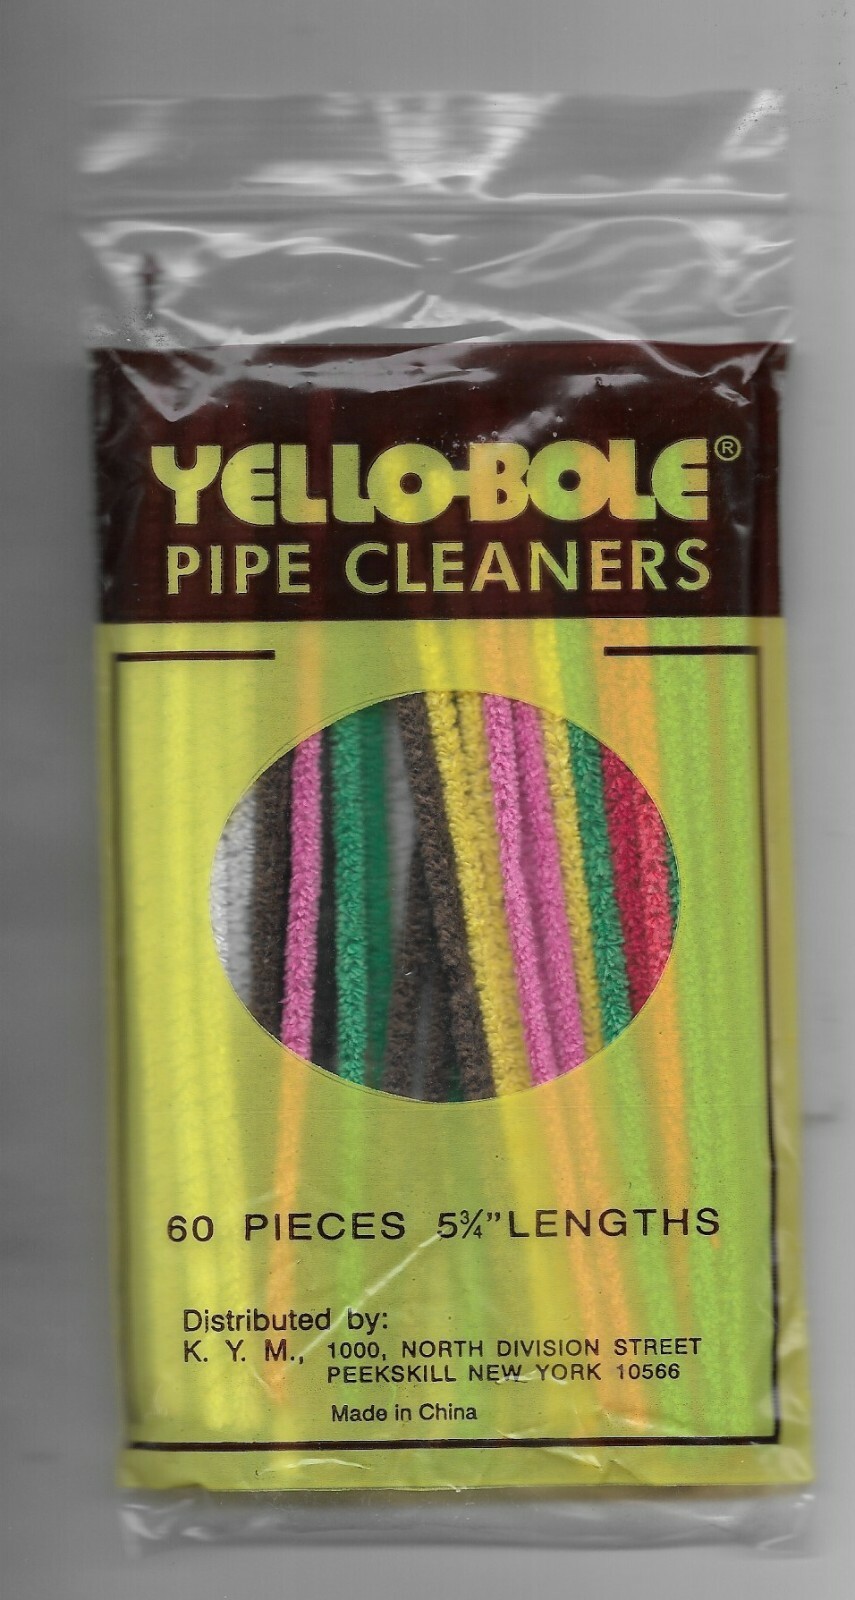 YELLO-BOLE®
PIPE CLEANERS
60 PIECES 5¾" LENGTHS
Distributed by:
K. Y. M., 1000, NORTH DIVISION STREET
PEEKSKILL NEW YORK 10566
Made in China